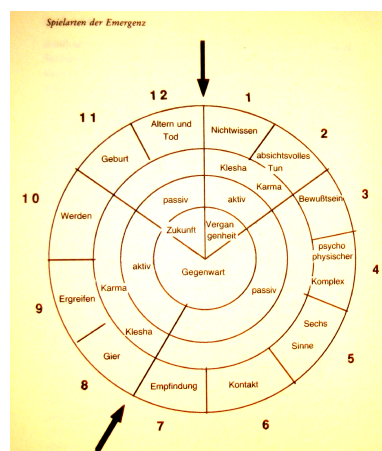 Spielarten der Emergenz
12
1
11
2
10
3
9
4
8
5
7
6
Altern und
Tod
Nichtwissen
Geburt
absichtsvolles
Tun
Klesha
Karma
Bewußtsein
passiv
aktiv
Werden
Zukunft
Vergan
genheit
psycho
physischer
Komplex
aktiv
Gegenwart
passiv
Ergreifen
Karma
Klesha
Sechs
Sinne
Gier
Empfindung
Kontakt